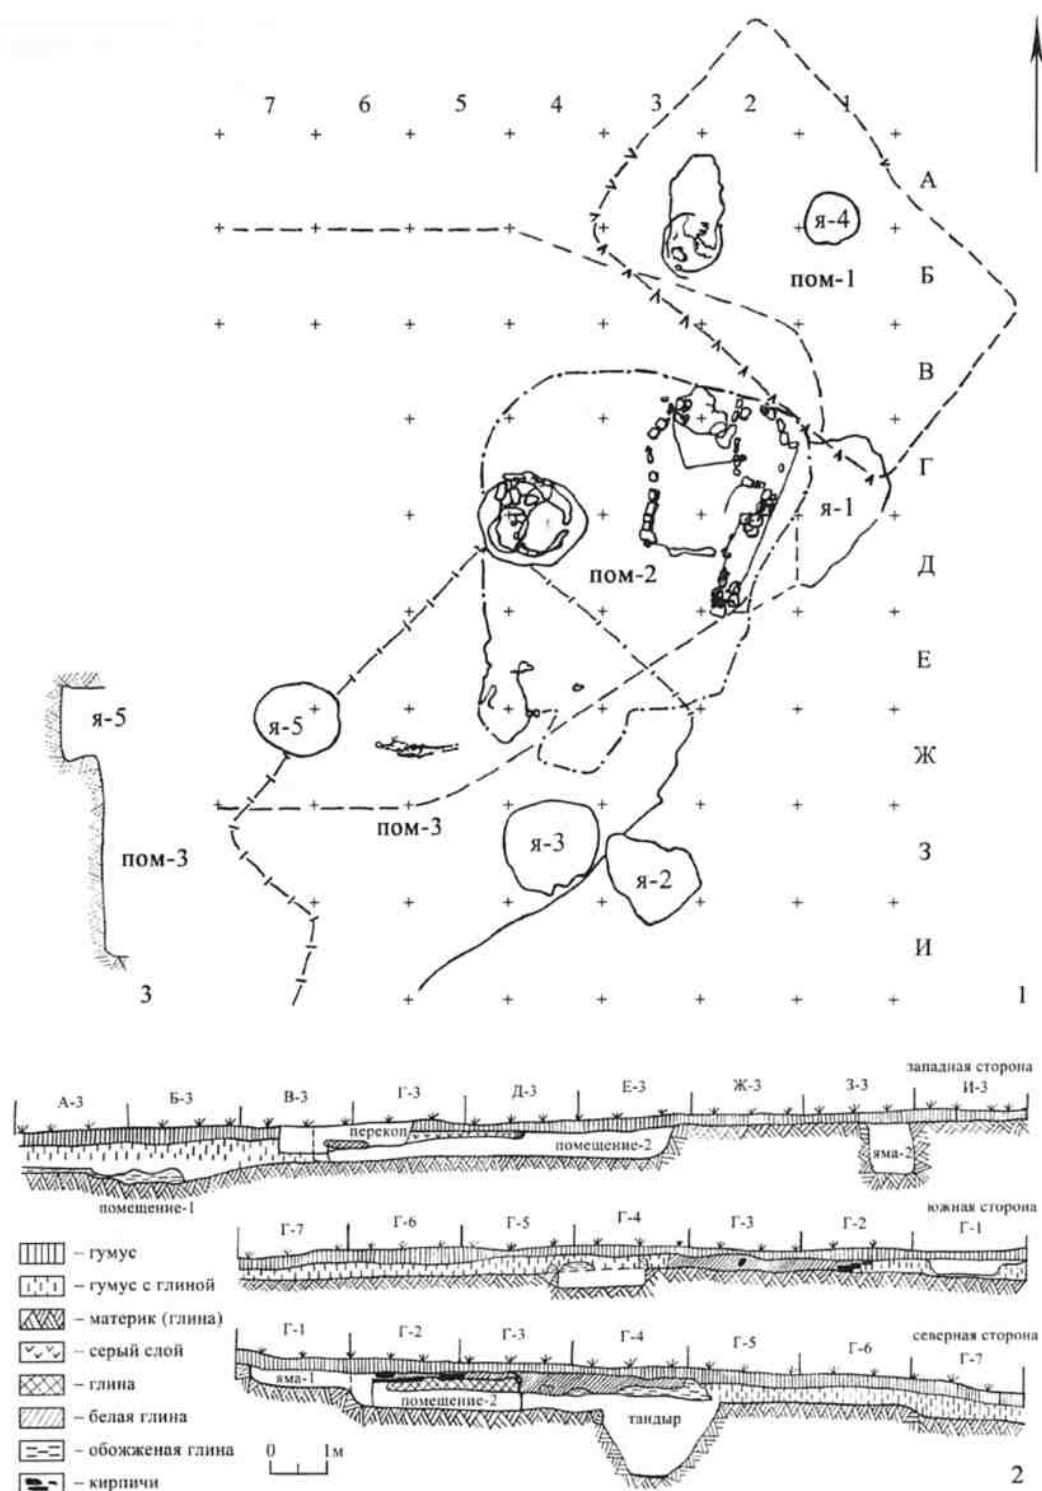 7 6 5 4 3 2 1
А
я-4
Б
пом-1
В
Г
я-1
Д
пом-2
Е
я-5
я-5
Ж
пом-3
я-3
З
пом-3
я-2
И
3
1
западная сторона
А-3 Б-3 В-3 Г-3 Д-3 Е-3 Ж-3 З-3 И-3
перекоп
помещение-2
яма-2
помещение-1
южная сторона
Г-7 Г-6 Г-5 Г-4 Г-3 Г-2 Г-1
северная сторона
Г-1 Г-2 Г-3 Г-4 Г-5 Г-6 Г-7
яма-1
помещение-2
тандыр
– гумус
– гумус с глиной
– материк (глина)
– серый слой
– глина
– белая глина
– обожженая глина
– кирпичи
0 1м
2